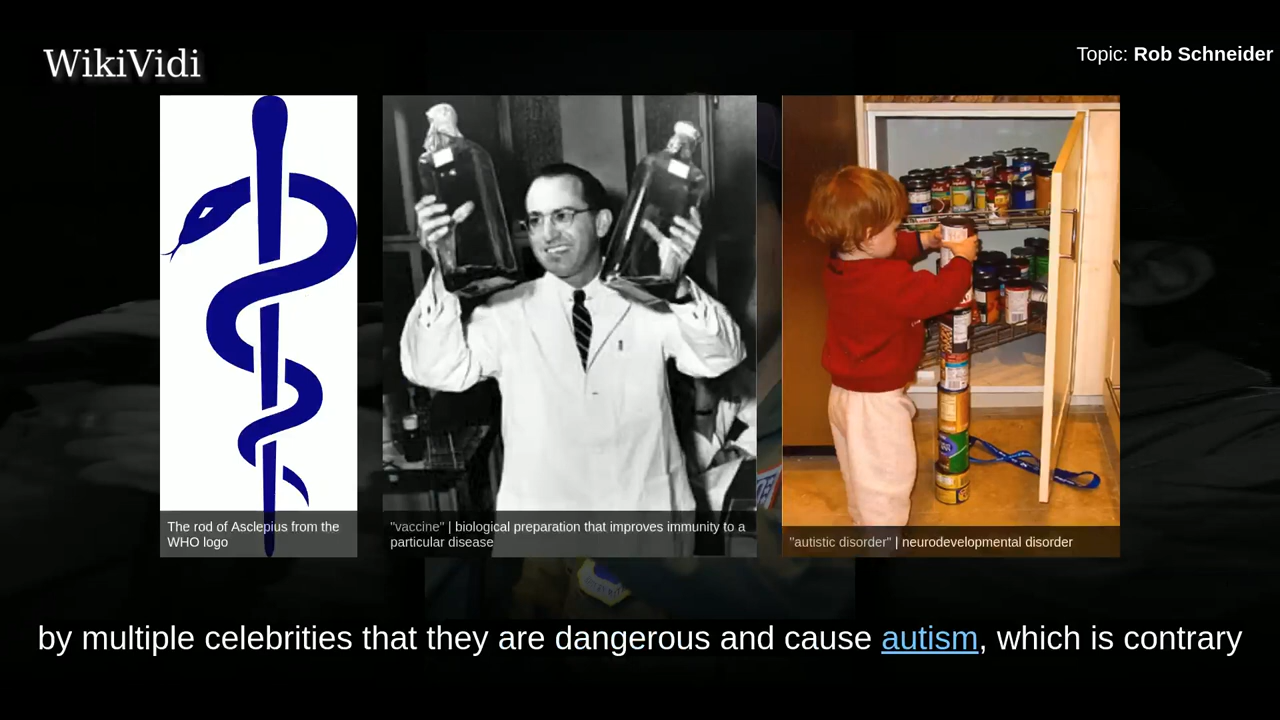 WikiVidi
Topic: Rob Schneider
The rod of Asclepius from the
WHO logo
"vaccine" | biological preparation that improves immunity to a
particular disease
"autistic disorder" | neurodevelopmental disorder
by multiple celebrities that they are dangerous and cause autism, which is contrary